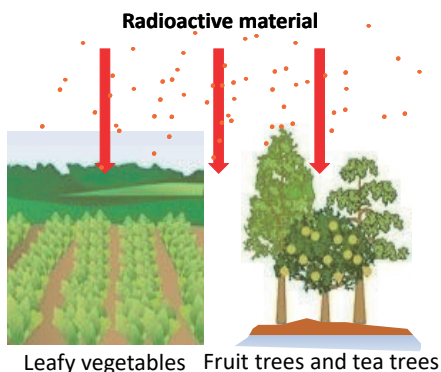 Radioactive material
Leafy vegetables
Fruit trees and tea trees